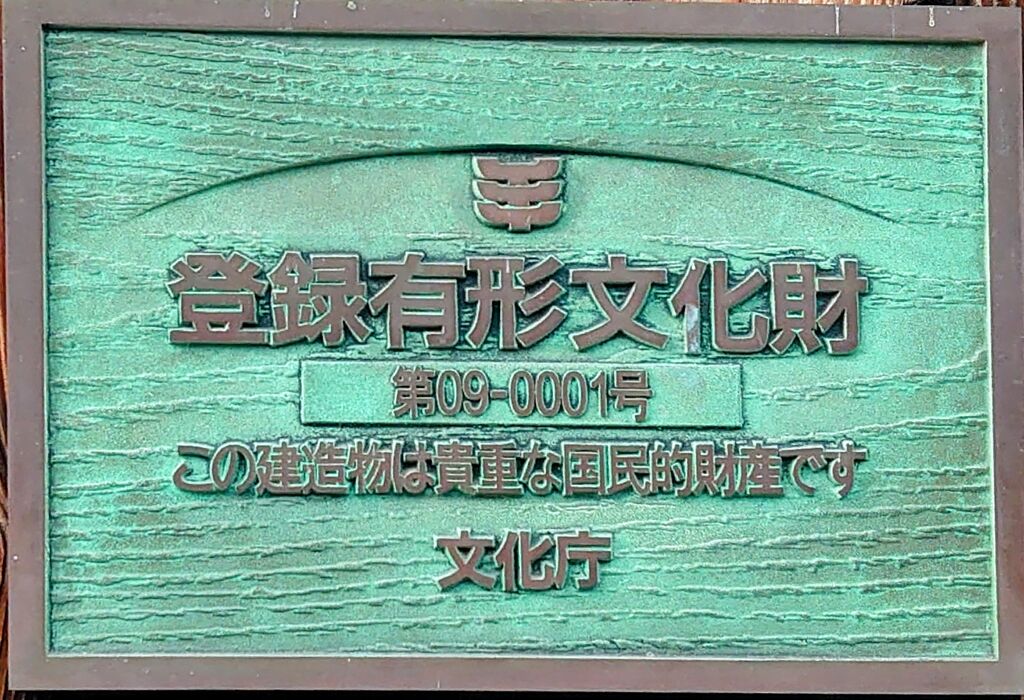 登録有形文化財
第09-0001号
この建造物は貴重な国民的財産です
文化庁